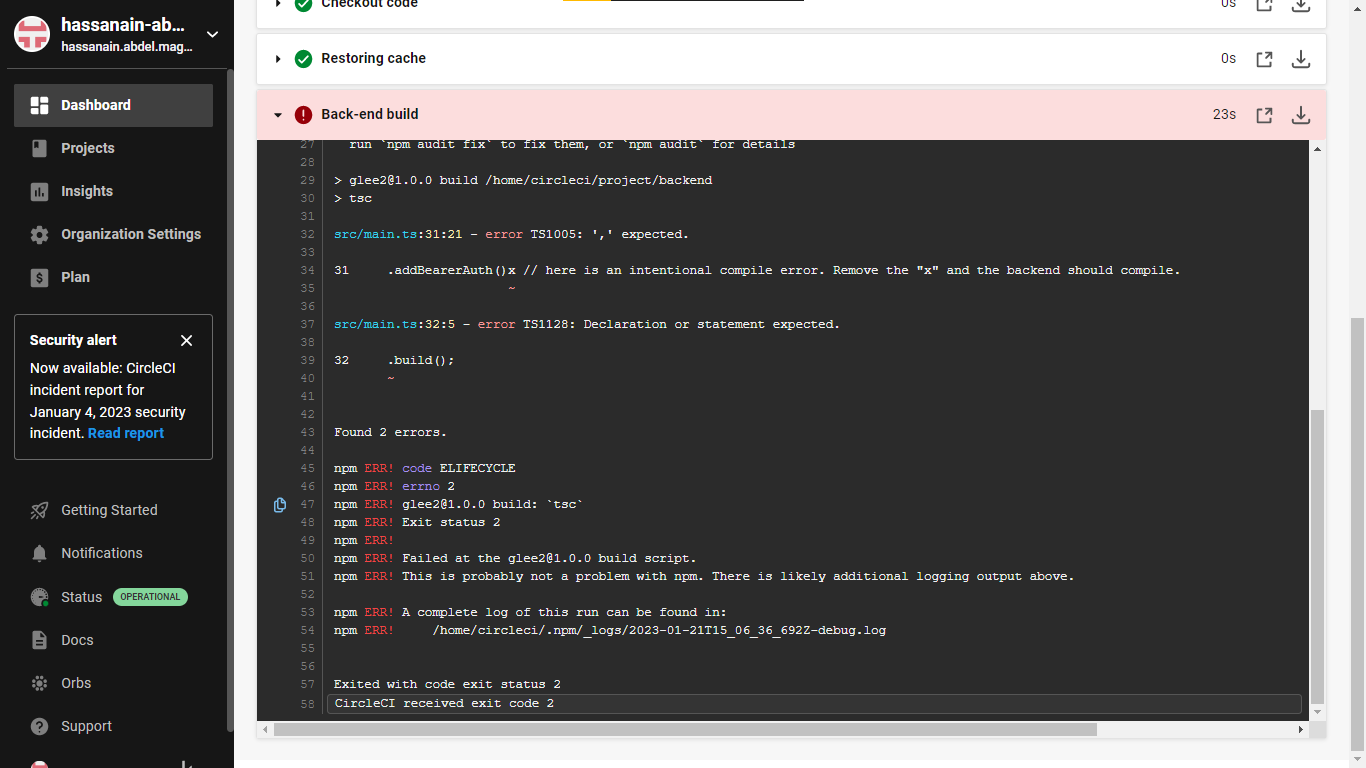 hassanain-ab...
hassanain.abdel.mag...
Dashboard
Projects
Insights
Organization Settings
Plan
Security alert
Now available: CircleCI
incident report for
January 4, 2023 security
incident. Read report
Getting Started
Notifications
Status OPERATIONAL
Docs
Orbs
Support
Checkout code 0s
Restoring cache 0s
Back-end build 23s
27 run `npm audit fix` to fix them, or `npm audit` for details
28
29 > glee2@1.0.0 build /home/circleci/project/backend
30 > tsc
31
32 src/main.ts:31:21 - error TS1005: ',' expected.
33
34 31     .addBearerAuth()x // here is an intentional compile error. Remove the "x" and the backend should compile.
35 ~
36
37 src/main.ts:32:5 - error TS1128: Declaration or statement expected.
38
39 32     .build();
40 ~
41
42
43 Found 2 errors.
44
45 npm ERR! code ELIFECYCLE
46 npm ERR! errno 2
47 npm ERR! glee2@1.0.0 build: `tsc`
48 npm ERR! Exit status 2
49 npm ERR!
50 npm ERR! Failed at the glee2@1.0.0 build script.
51 npm ERR! This is probably not a problem with npm. There is likely additional logging output above.
52
53 npm ERR! A complete log of this run can be found in:
54 npm ERR!     /home/circleci/.npm/_logs/2023-01-21T15_06_36_692Z-debug.log
55
56
57 Exited with code exit status 2
58 CircleCI received exit code 2